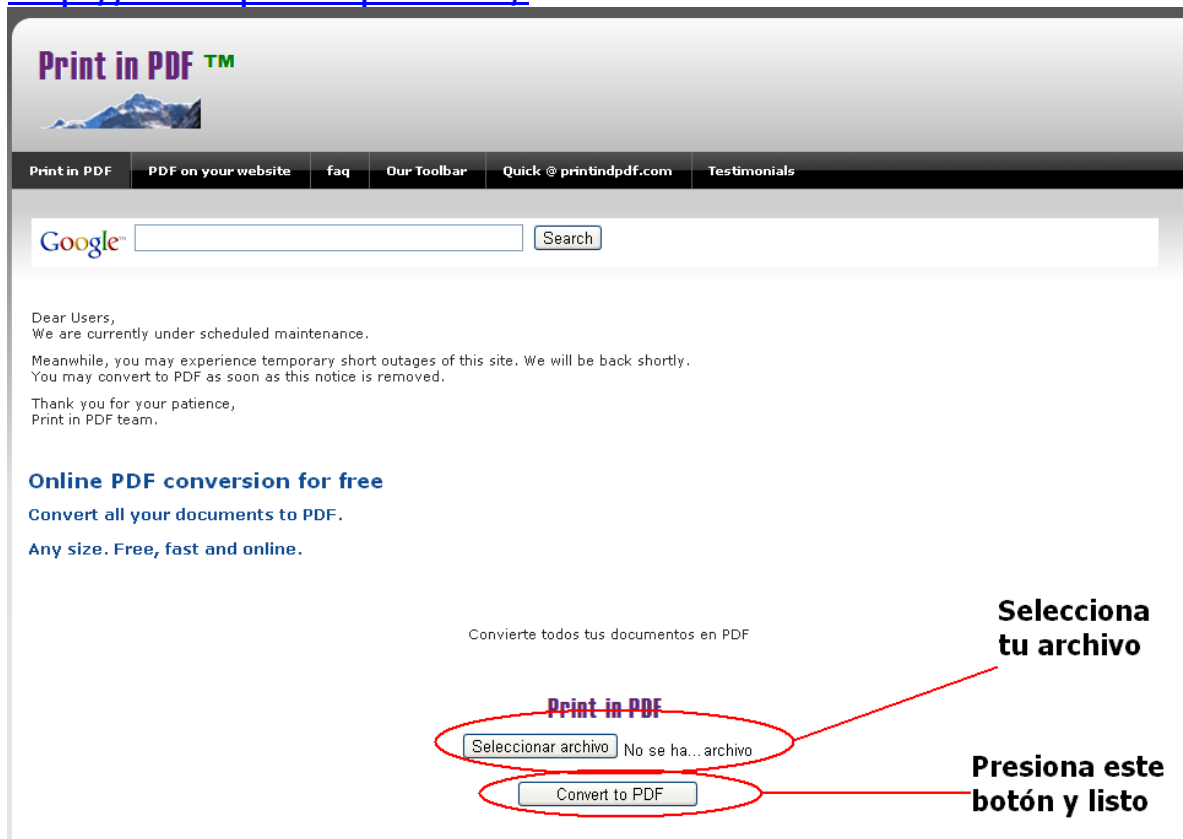 Print in PDF ™
Print in PDF
PDF on your website
faq
Our Toolbar
Quick @ printindpdf.com
Testimonials
Google™
Search
Dear Users,
We are currently under scheduled maintenance.
Meanwhile, you may experience temporary short outages of this site. We will be back shortly.
You may convert to PDF as soon as this notice is removed.
Thank you for your patience,
Print in PDF team.
Online PDF conversion for free
Convert all your documents to PDF.
Any size. Free, fast and online.
Convierte todos tus documentos en PDF
Selecciona
tu archivo
Print in PDF
Seleccionar archivo No se ha... archivo
Convert to PDF
Presiona este
botón y listo